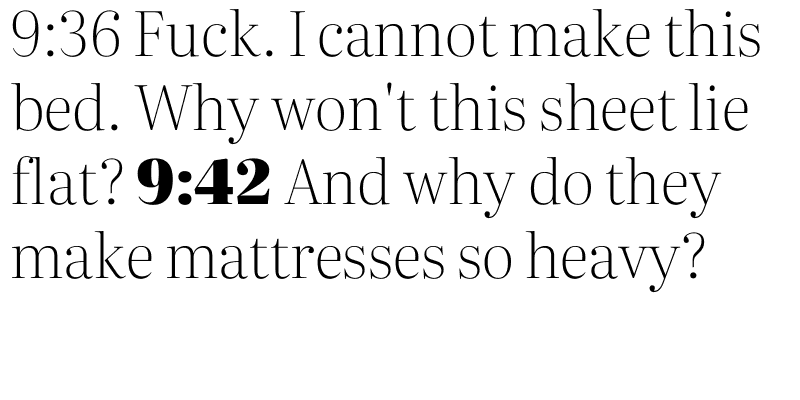 9:36 Fuck. I cannot make this
bed. Why won't this sheet lie
flat? 9:42 And why do they
make mattresses so heavy?